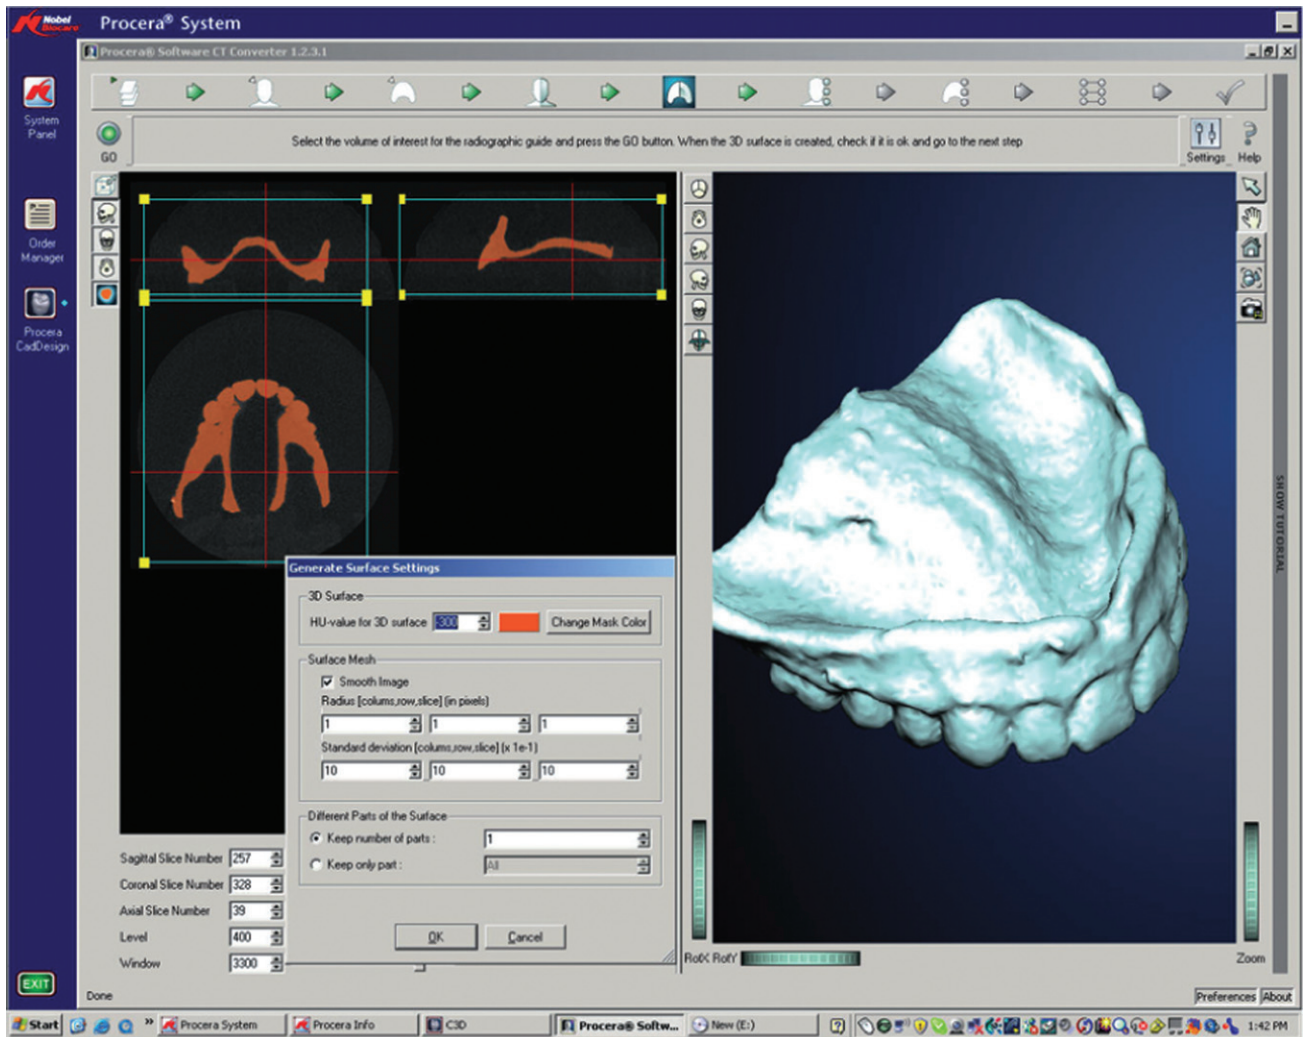 Nobel
Biocare
Procera® System
Procera® Software CT Converter 1.2.3.1
System
Panel
GO
Select the volume of interest for the radiographic guide and press the GO button. When the 3D surface is created, check if it is ok and go to the next step
Settings
Help
Order
Manager
Procera
CadDesign
SHOW TUTORIAL
Generate Surface Settings
3D Surface
HU-value for 3D surface
-300
Change Mask Color
Surface Mesh
Smooth Image
Radius [colums,row,slice] (in pixels)
1 1 1
Standard deviation [colums,row,slice] (x 1e-1)
10 10 10
Different Parts of the Surface
Keep number of parts :
1
Keep only part :
All
OK
Cancel
Sagittal Slice Number 257
Coronal Slice Number 328
Axial Slice Number 39
Level 400
Window 3300
RotX RotY
Zoom
EXIT
Done
Preferences
About
Start
»
Procera System
Procera Info
C3D
Procera® Softw...
New (E:)
1:42 PM